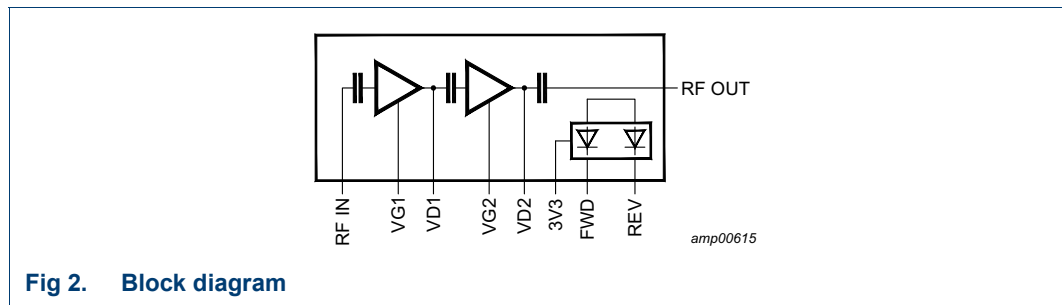 RF OUT
RF IN
VG1
VD1
VG2
VD2
3V3
FWD
REV
amp00615
Fig 2. Block diagram